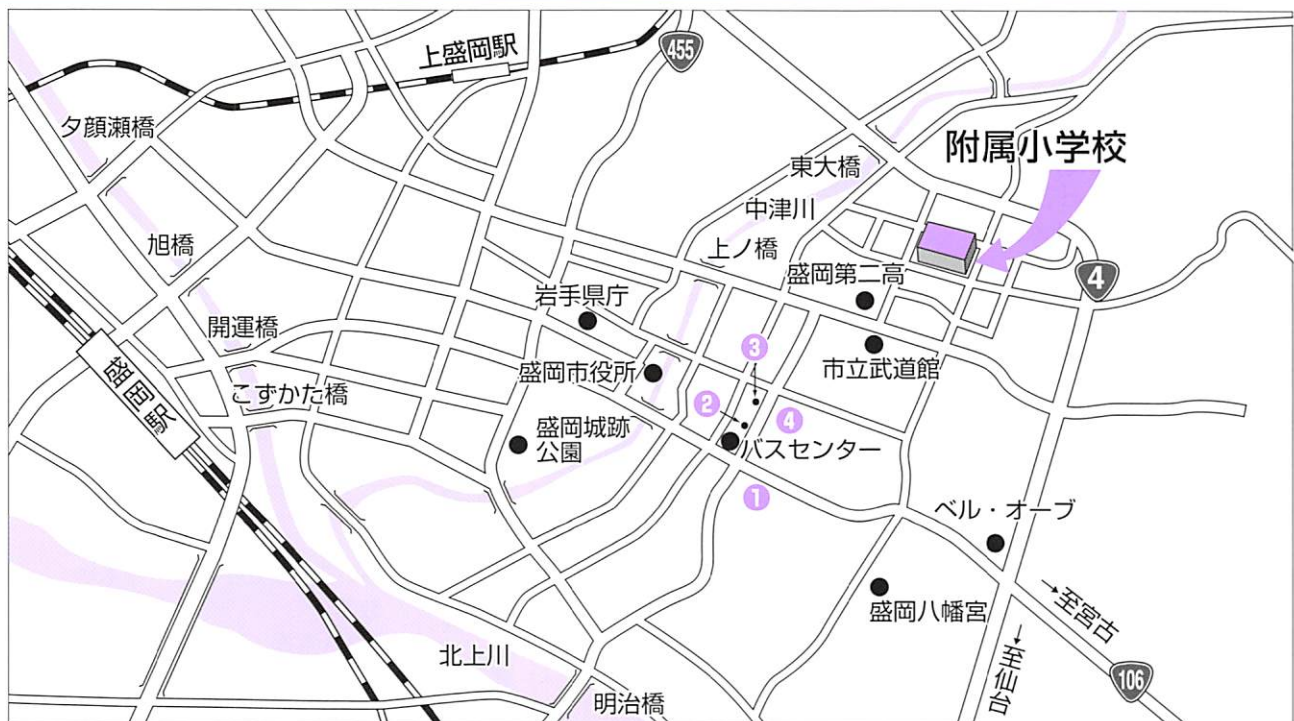 上盛岡駅
455
夕顔瀬橋
附属小学校
東大橋
中津川
上ノ橋
旭橋
盛岡第二高
4
岩手県庁
開運橋
③
市立武道館
盛岡市役所
こずかた橋
盛岡駅
②
④
盛岡城跡
公園
バスセンター
①
ベル・オーブ
盛岡八幡宮
→至宮古
→至仙台
北上川
106
明治橋